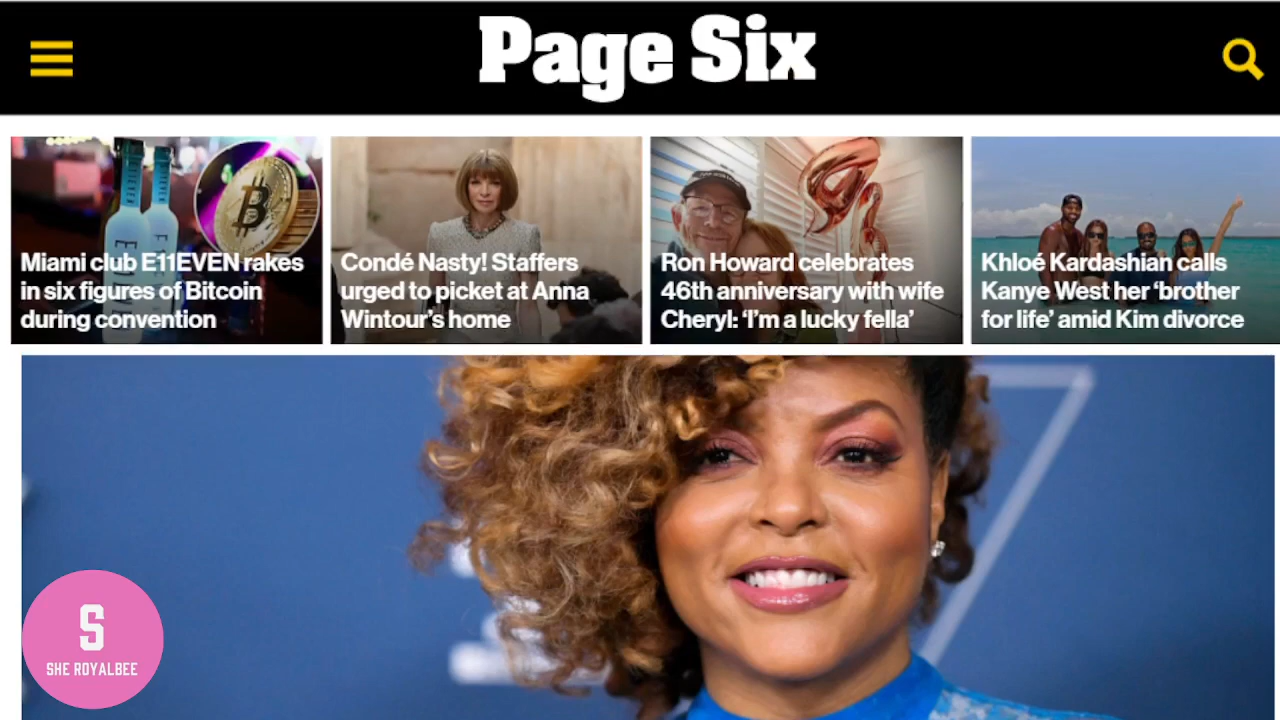 Page Six
Miami club E11EVEN rakes
in six figures of Bitcoin
during convention
Condé Nasty! Staffers
urged to picket at Anna
Wintour's home
Ron Howard celebrates
46th anniversary with wife
Cheryl: 'I'm a lucky fella'
Khloé Kardashian calls
Kanye West her 'brother
for life' amid Kim divorce
S
SHE ROYALBEE